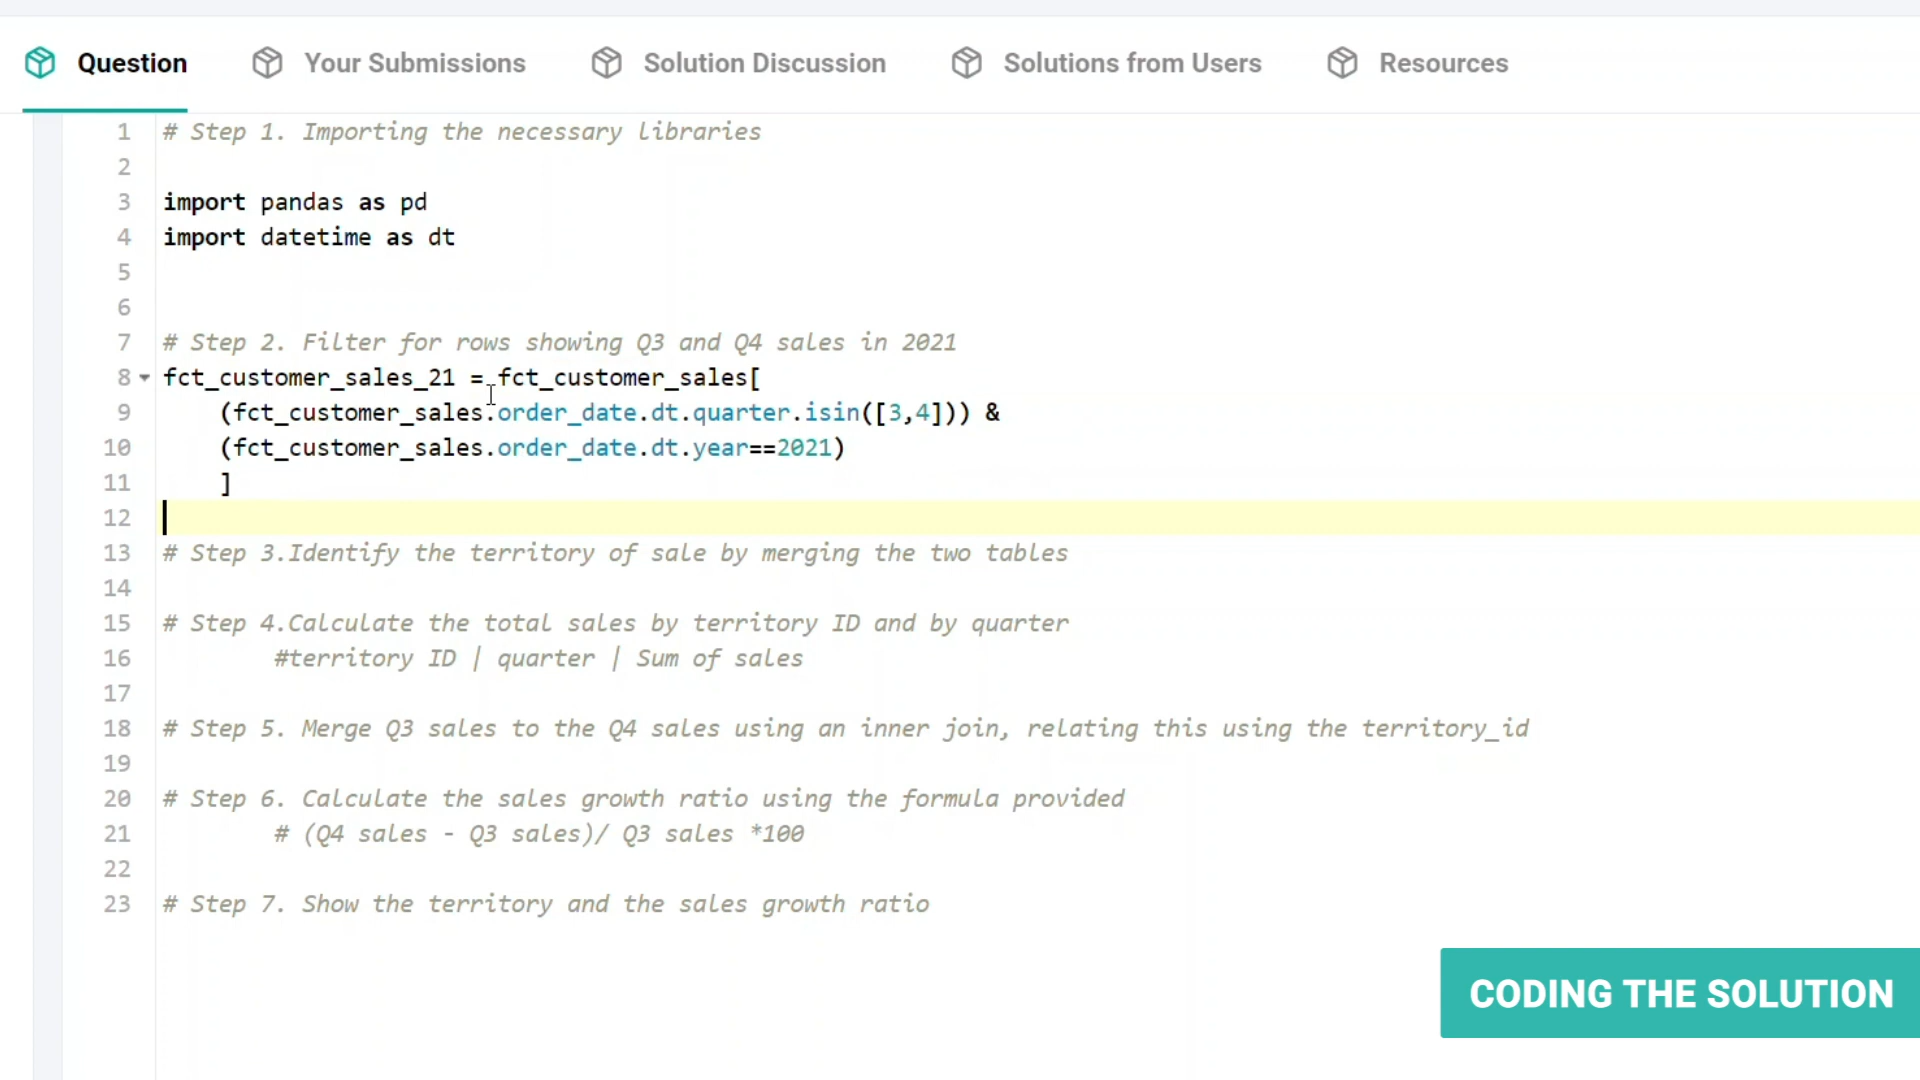 Question Your Submissions Solution Discussion Solutions from Users Resources
1 # Step 1. Importing the necessary libraries
2
3 import pandas as pd
4 import datetime as dt
5
6
7 # Step 2. Filter for rows showing Q3 and Q4 sales in 2021
8 fct_customer_sales_21 = fct_customer_sales[
9 (fct_customer_sales.order_date.dt.quarter.isin([3,4])) &
10 (fct_customer_sales.order_date.dt.year==2021)
11 ]
12
13 # Step 3.Identify the territory of sale by merging the two tables
14
15 # Step 4.Calculate the total sales by territory ID and by quarter
16 #territory ID | quarter | Sum of sales
17
18 # Step 5. Merge Q3 sales to the Q4 sales using an inner join, relating this using the territory_id
19
20 # Step 6. Calculate the sales growth ratio using the formula provided
21 # (Q4 sales - Q3 sales)/ Q3 sales *100
22
23 # Step 7. Show the territory and the sales growth ratio
CODING THE SOLUTION